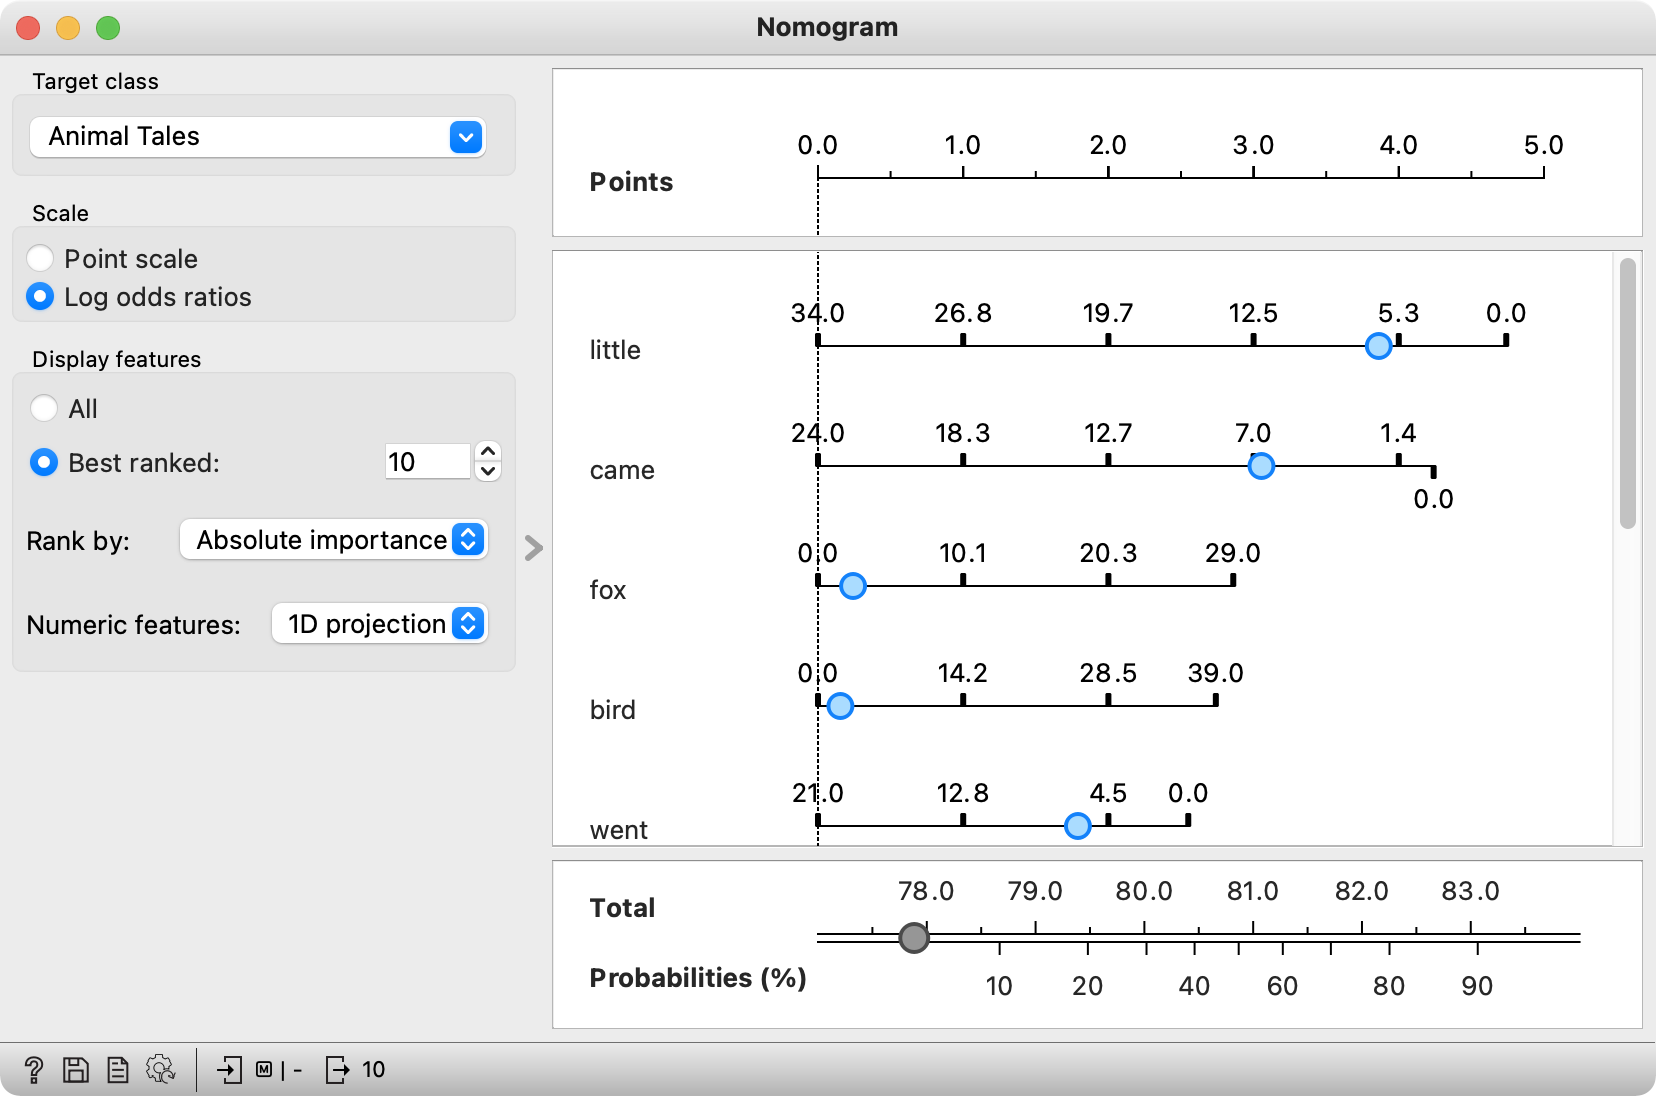 Nomogram
Target class
Animal Tales
Scale
Point scale
Log odds ratios
Display features
All
Best ranked: 10
Rank by: Absolute importance
Numeric features: 1D projection
0.0 1.0 2.0 3.0 4.0 5.0
Points
34.0 26.8 19.7 12.5 5.3 0.0
little
24.0 18.3 12.7 7.0 1.4
came
0.0
0.0 10.1 20.3 29.0
fox
0.0 14.2 28.5 39.0
bird
21.0 12.8 4.5 0.0
went
78.0 79.0 80.0 81.0 82.0 83.0
Total
Probabilities (%)
10 20 40 60 80 90
? M | - 10